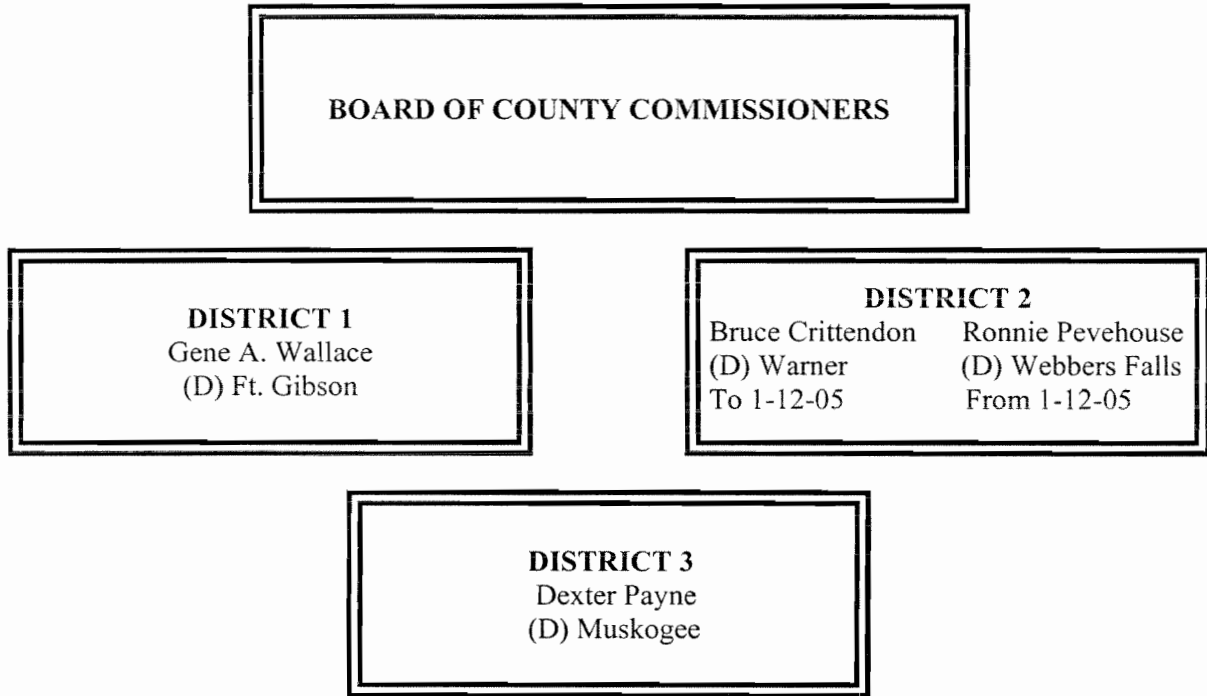 BOARD OF COUNTY COMMISSIONERS
DISTRICT 1
Gene A. Wallace
(D) Ft. Gibson
DISTRICT 2
Bruce Crittendon Ronnie Pevehouse
(D) Warner (D) Webbers Falls
To 1-12-05 From 1-12-05
DISTRICT 3
Dexter Payne
(D) Muskogee